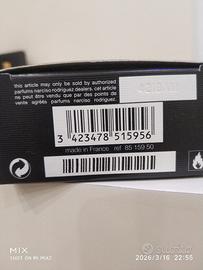 this article may only be sold by authorized
parfums narciso rodriguez dealers, cet article
ne peut être vendu que par les points de
vente agréés parfums narciso rodriguez.
3 423478 515956
made in France ref 85 159 50
MIX
2026/3/16 22:55